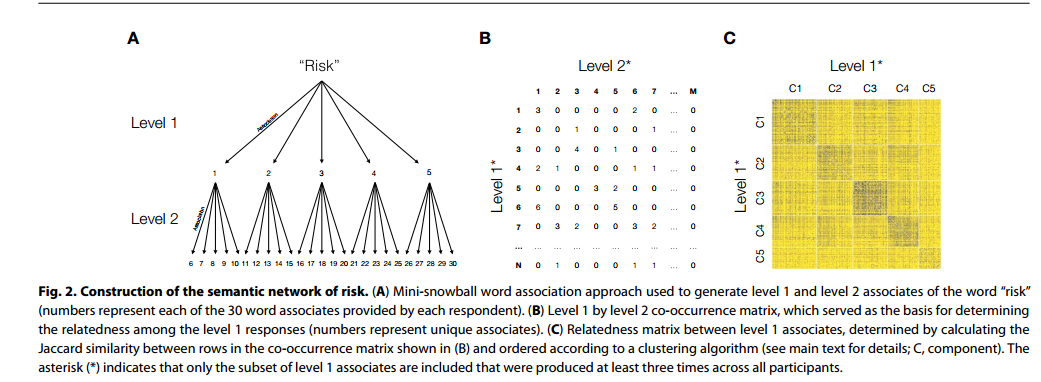 A
B
C
"Risk"
Level 1
Association
1 2 3 4 5
Level 2
Association
6 7 8 9 10 11 12 13 14 15 16 17 18 19 20 21 22 23 24 25 26 27 28 29 30
Level 2*
Level 1*
1 2 3 4 5 6 7 ... M
1 3 0 0 0 0 2 0 ... 0
2 0 0 1 0 0 0 1 ... 0
3 0 0 4 0 1 0 0 ... 0
4 2 1 0 0 0 1 1 ... 0
5 0 0 0 3 2 0 0 ... 0
6 6 0 0 0 5 0 0 ... 0
7 0 3 2 0 0 3 2 ... 0
... ... ... ... ... ... ... ... ... ...
N 0 1 0 0 0 1 1 ... 0
Level 1*
C1 C2 C3 C4 C5
Level 1*
C1
C2
C3
C4
C5
Fig. 2. Construction of the semantic network of risk. (A) Mini-snowball word association approach used to generate level 1 and level 2 associates of the word “risk”
(numbers represent each of the 30 word associates provided by each respondent). (B) Level 1 by level 2 co-occurrence matrix, which served as the basis for determining
the relatedness among the level 1 responses (numbers represent unique associates). (C) Relatedness matrix between level 1 associates, determined by calculating the
Jaccard similarity between rows in the co-occurrence matrix shown in (B) and ordered according to a clustering algorithm (see main text for details; C, component). The
asterisk (*) indicates that only the subset of level 1 associates are included that were produced at least three times across all participants.